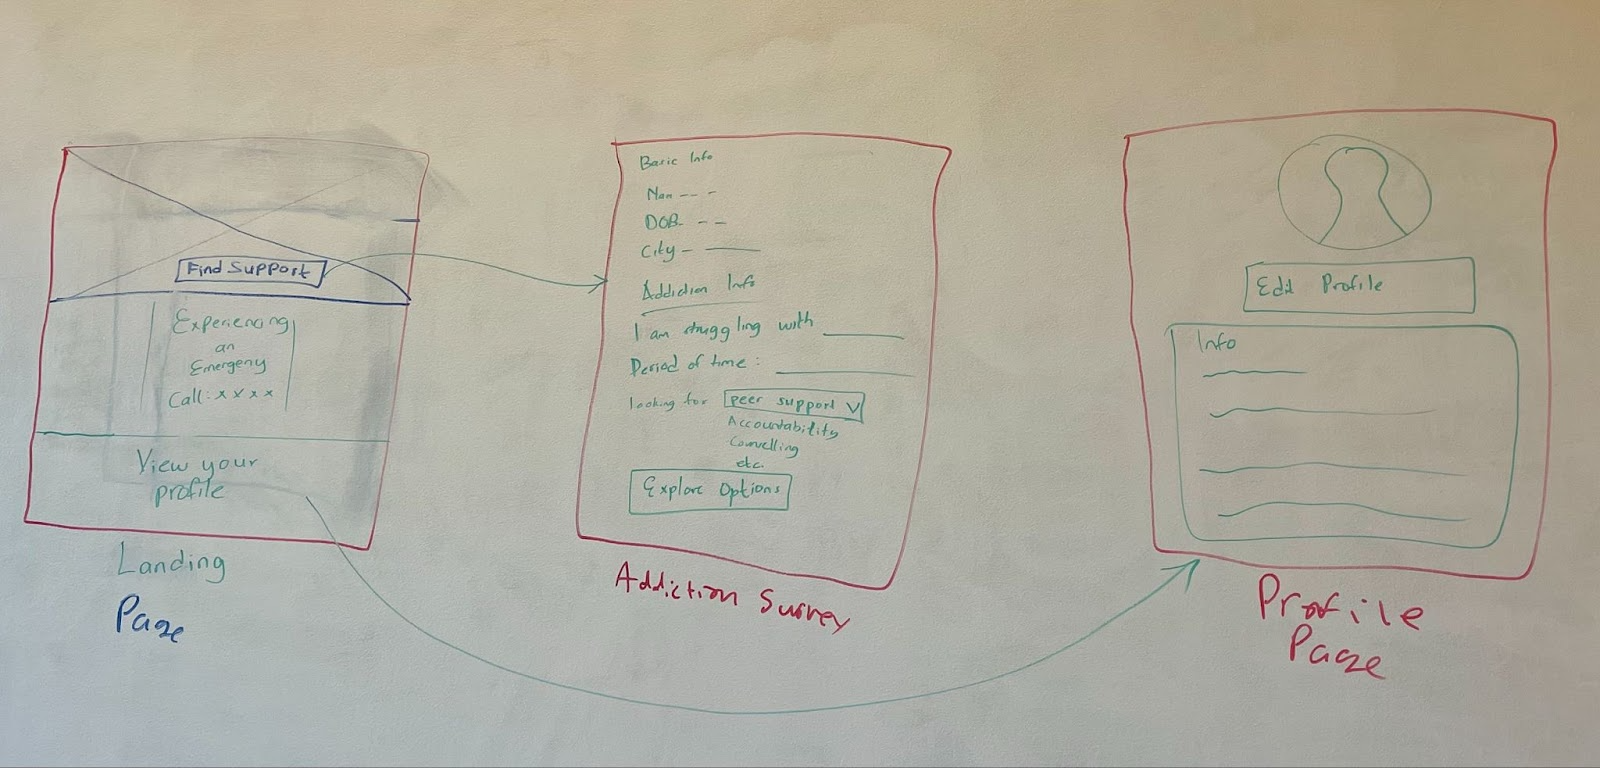 Find Support
Experiencing
an
Emergeny
Call: x x x x
View your
profile
Landing
Page
Basic Info
Nam -- -
DOB- --
City -
Addiction Info
I am struggling with
Period of time:
looking for peer support
Accountability
Counselling
etc.
Explore Options
Addiction Survey
Edit Profile
Info
Profile
Page